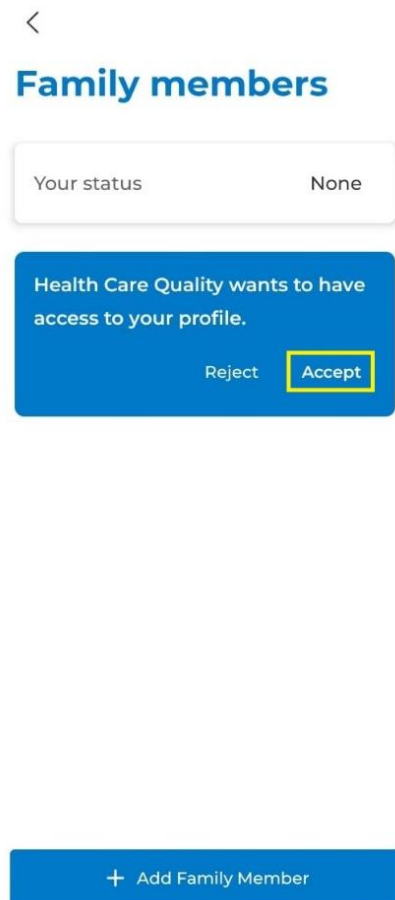 Family members
Your status None
Health Care Quality wants to have
access to your profile.
Reject Accept
+ Add Family Member